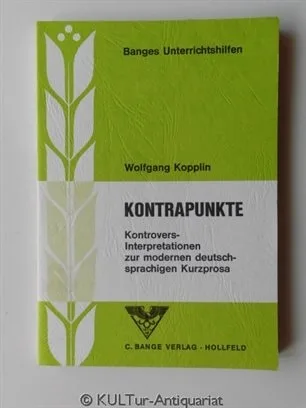 Banges Unterrichtshilfen
Wolfgang Kopplin
KONTRAPUNKTE
Kontrovers-
Interpretationen
zur modernen deutsch-
sprachigen Kurzprosa
C. BANGE VERLAG · HOLLFELD
© KULTur-Antiquariat